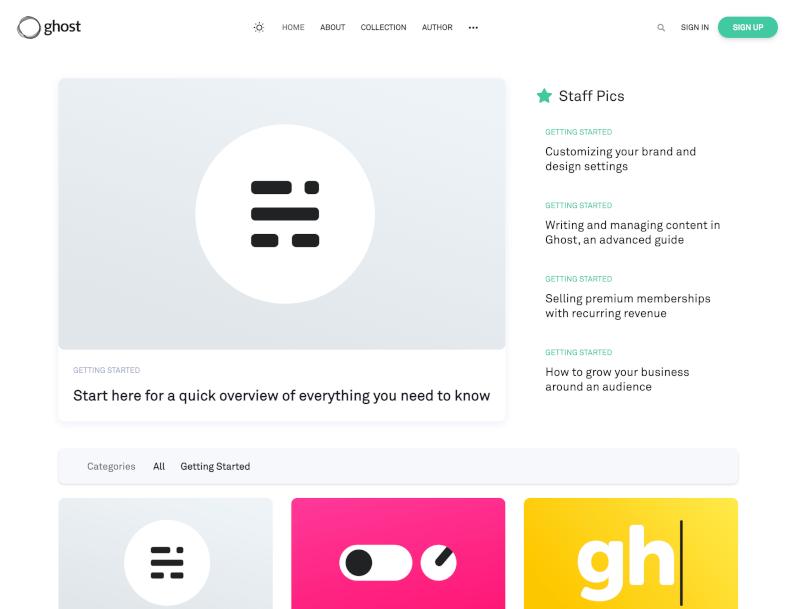 ghost
HOME ABOUT COLLECTION AUTHOR
SIGN IN
SIGN UP
Staff Pics
GETTING STARTED
Customizing your brand and
design settings
GETTING STARTED
Writing and managing content in
Ghost, an advanced guide
GETTING STARTED
Selling premium memberships
with recurring revenue
GETTING STARTED
How to grow your business
around an audience
GETTING STARTED
Start here for a quick overview of everything you need to know
Categories All Getting Started
gh